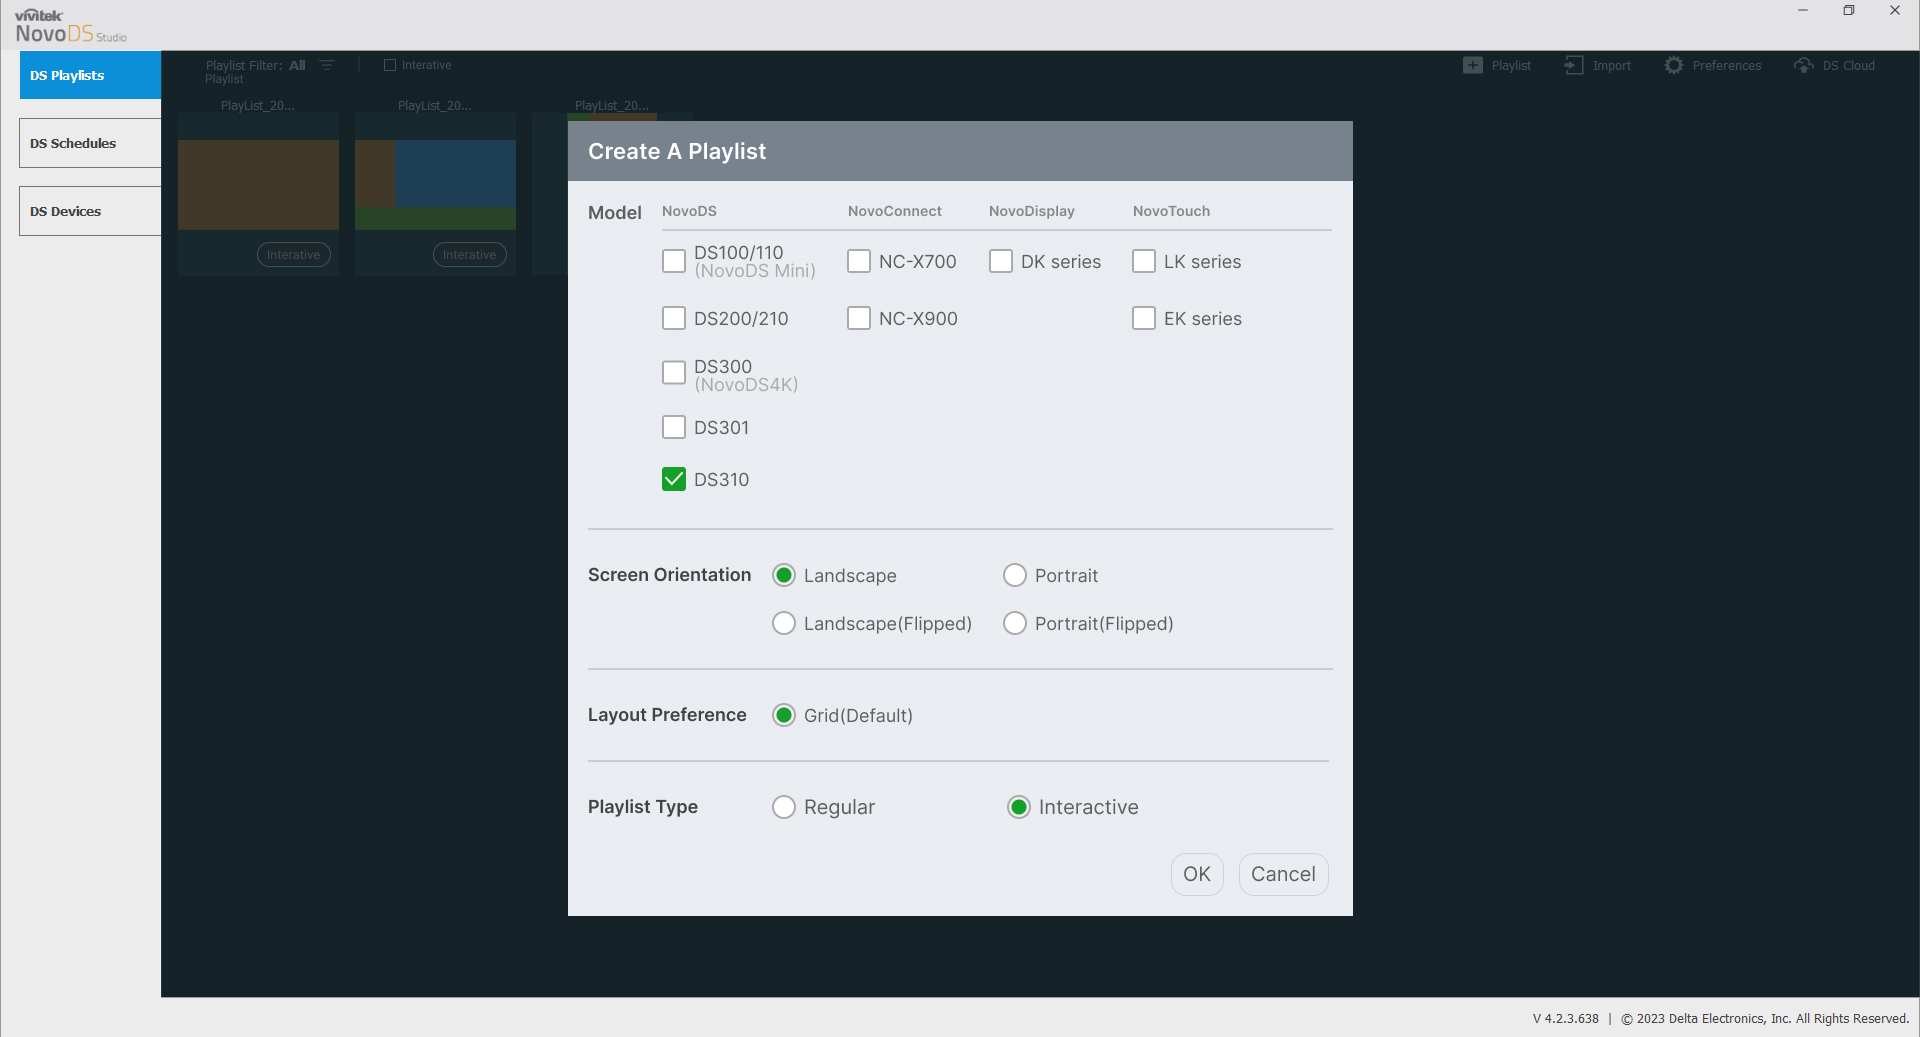 vivitek
NovoDS Studio
DS Playlists
DS Schedules
DS Devices
Playlist Filter: All
Interative
Playlist
Import
Preferences
DS Cloud
Playlist
PlayList_20...
PlayList_20...
PlayList_20...
Interative
Interative
Create A Playlist
Model
NovoDS
NovoConnect
NovoDisplay
NovoTouch
DS100/110
(NovoDS Mini)
NC-X700
DK series
LK series
DS200/210
NC-X900
EK series
DS300
(NovoDS4K)
DS301
DS310
Screen Orientation
Landscape
Portrait
Landscape(Flipped)
Portrait(Flipped)
Layout Preference
Grid(Default)
Playlist Type
Regular
Interactive
OK
Cancel
V 4.2.3.638 | © 2023 Delta Electronics, Inc. All Rights Reserved.